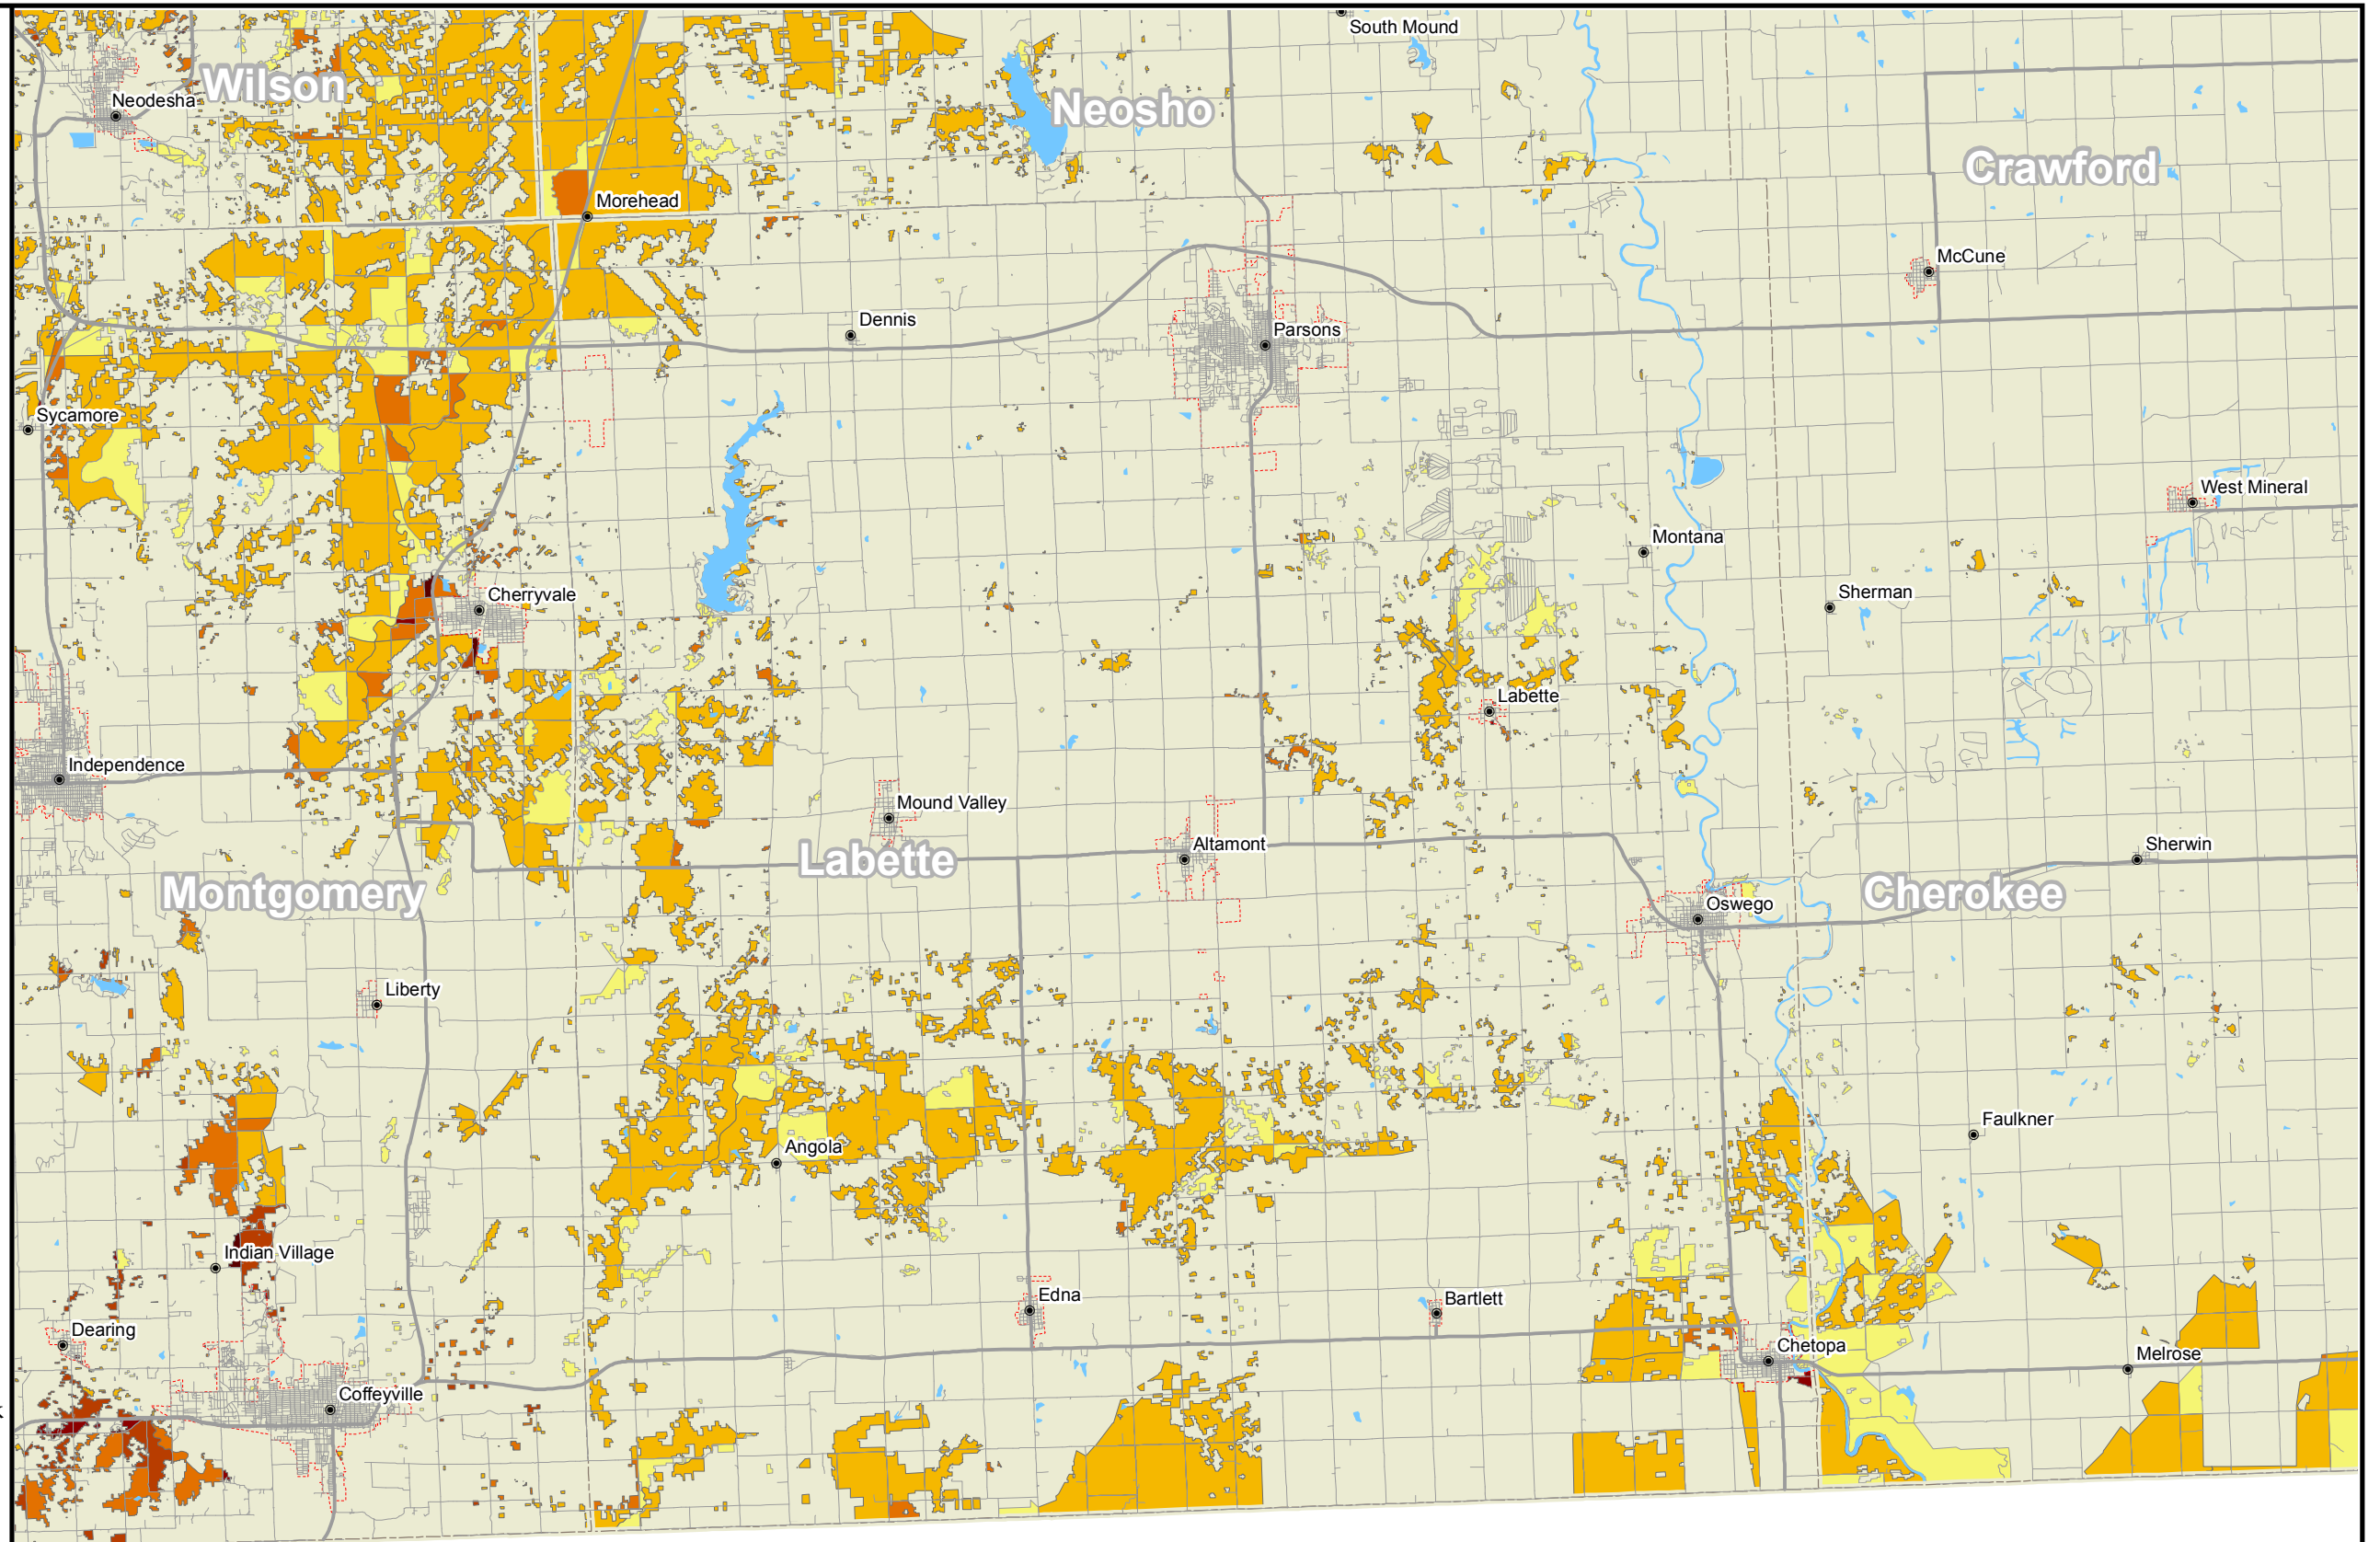 South Mound
Wilson
Neodesha
Neosho
Crawford
Morehead
McCune
Dennis
Parsons
Sycamore
West Mineral
Montana
Sherman
Cherryvale
Labette
Independence
Mound Valley
Altamont
Sherwin
Labette
Montgomery
Cherokee
Oswego
Liberty
Faulkner
Angola
Indian Village
Edna
Bartlett
Dearing
Chetopa
Melrose
Coffeyville